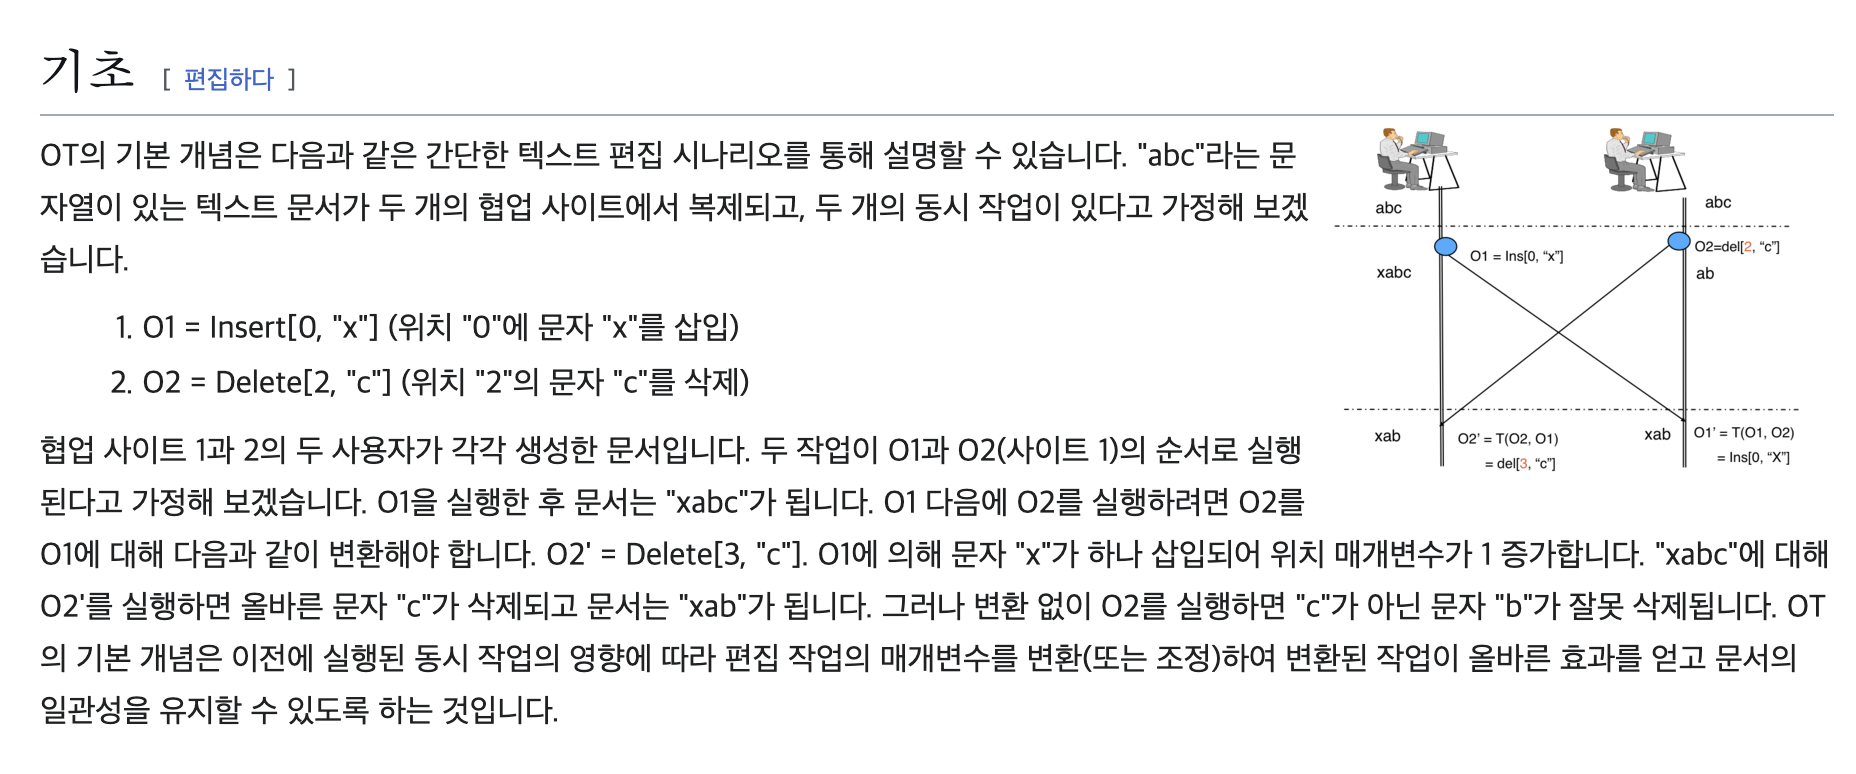 기초 [ 편집하다 ]
OT의 기본 개념은 다음과 같은 간단한 텍스트 편집 시나리오를 통해 설명할 수 있습니다. "abc"라는 문
자열이 있는 텍스트 문서가 두 개의 협업 사이트에서 복제되고, 두 개의 동시 작업이 있다고 가정해 보겠
습니다.
1. O1 = Insert[0, "x"] (위치 "0"에 문자 "x"를 삽입)
2. O2 = Delete[2, "c"] (위치 "2"의 문자 "c"를 삭제)
협업 사이트 1과 2의 두 사용자가 각각 생성한 문서입니다. 두 작업이 O1과 O2(사이트 1)의 순서로 실행
된다고 가정해 보겠습니다. O1을 실행한 후 문서는 "xabc"가 됩니다. O1 다음에 O2를 실행하려면 O2를
O1에 대해 다음과 같이 변환해야 합니다. O2' = Delete[3, "c"]. O1에 의해 문자 "x"가 하나 삽입되어 위치 매개변수가 1 증가합니다. "xabc"에 대해
O2'를 실행하면 올바른 문자 "c"가 삭제되고 문서는 "xab"가 됩니다. 그러나 변환 없이 O2를 실행하면 "c"가 아닌 문자 "b"가 잘못 삭제됩니다. OT
의 기본 개념은 이전에 실행된 동시 작업의 영향에 따라 편집 작업의 매개변수를 변환(또는 조정)하여 변환된 작업이 올바른 효과를 얻고 문서의
일관성을 유지할 수 있도록 하는 것입니다.
abc
abc
O1 = Ins[0, “x”]
O2=del[2, “c”]
xabc
ab
xab
O2’ = T(O2, O1)
= del[3, “c”]
xab
O1’ = T(O1, O2)
= Ins[0, “X”]